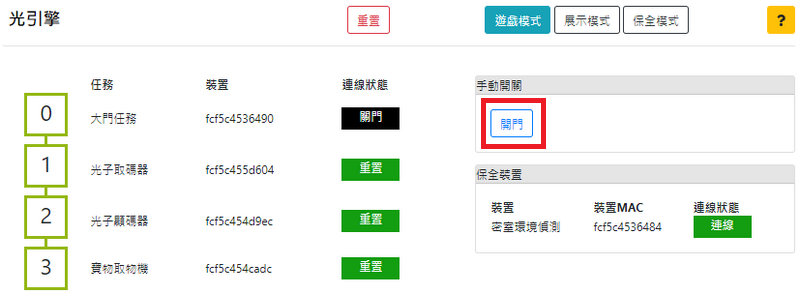 光引擎 重置 遊戲模式 展示模式 保全模式 ?
任務 裝置 連線狀態
0 大門任務 fcf5c4536490 關門
1 光子取碼器 fcf5c455d604 重置
2 光子顯碼器 fcf5c454d9ec 重置
3 寶物取物機 fcf5c454cadc 重置
手動開關
開門
保全裝置
裝置 裝置MAC 連線狀態
密室環境偵測 fcf5c4536484 連線